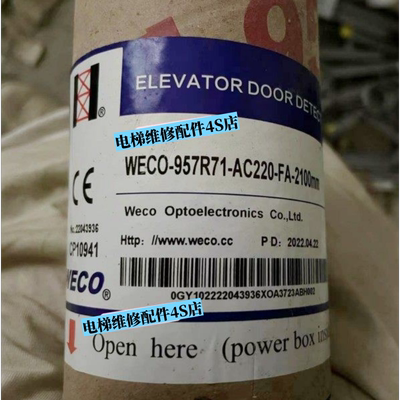 ELEVATOR DOOR DETEC
电梯维修配件4S店
WECO-957R71-AC220-FA-2100mm
CE
Weco Optoelectronics Co.,Ltd.
No.22043936
CP10941
Http: //www.weco.cc
PD: 2022.04.22
WECO
0GY102222043936XOA3723ABH002
电梯维修配件4S店
Open here (power box ins